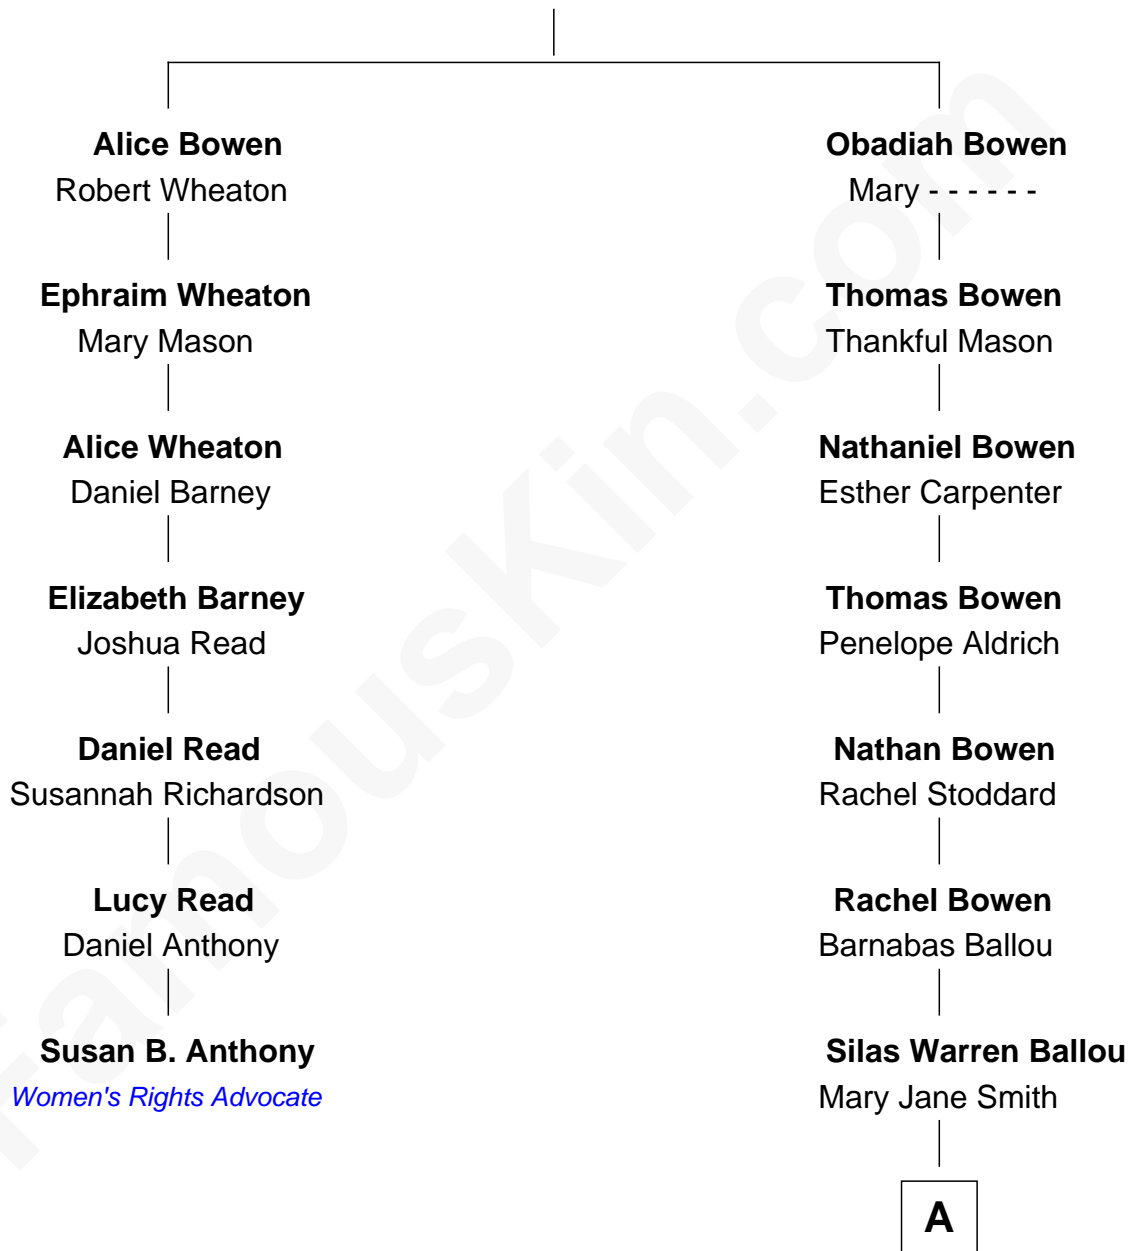 Alice Bowen
Robert Wheaton
Ephraim Wheaton
Mary Mason
Alice Wheaton
Daniel Barney
Elizabeth Barney
Joshua Read
Daniel Read
Susannah Richardson
Lucy Read
Daniel Anthony
Susan B. Anthony
Women's Rights Advocate
Obadiah Bowen
Mary - - - - - -
Thomas Bowen
Thankful Mason
Nathaniel Bowen
Esther Carpenter
Thomas Bowen
Penelope Aldrich
Nathan Bowen
Rachel Stoddard
Rachel Bowen
Barnabas Ballou
Silas Warren Ballou
Mary Jane Smith
A
FamousKin.com